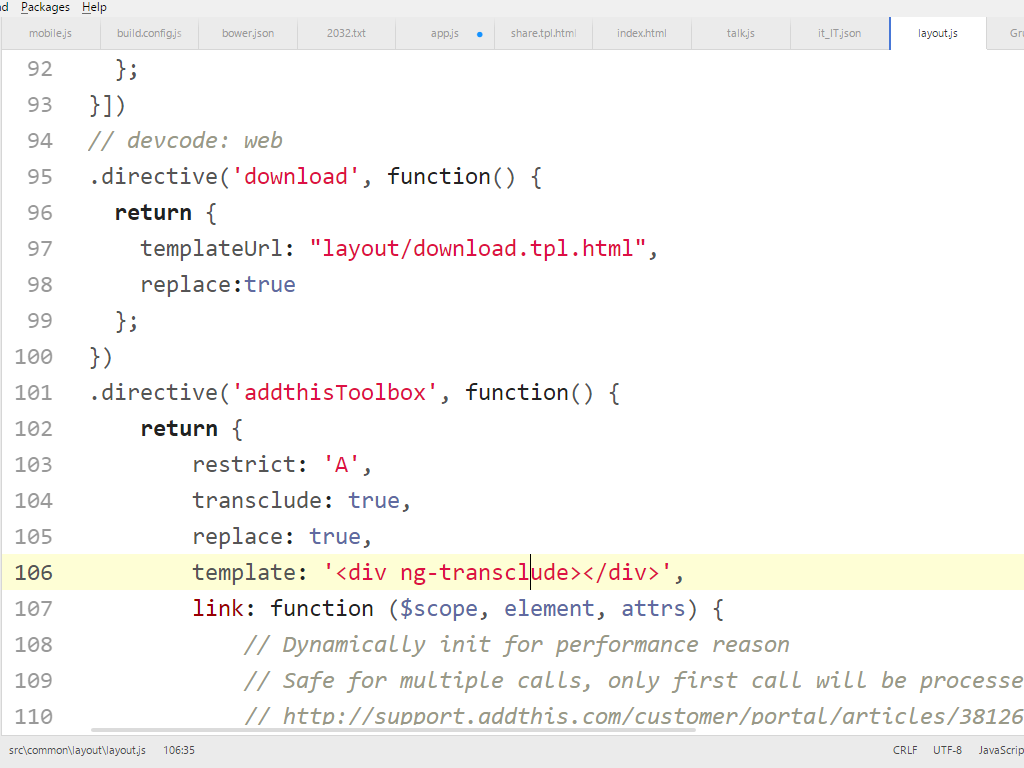 Packages Help
mobile.js build.config.js bower.json 2032.txt app.js share.tpl.html index.html talk.js it_IT.json layout.js
92 };
93 }])
94 // devcode: web
95 .directive('download', function() {
96 return {
97 templateUrl: "layout/download.tpl.html",
98 replace:true
99 };
100 })
101 .directive('addthisToolbox', function() {
102 return {
103 restrict: 'A',
104 transclude: true,
105 replace: true,
106 template: '<div ng-transclude></div>',
107 link: function ($scope, element, attrs) {
108 // Dynamically init for performance reason
109 // Safe for multiple calls, only first call will be processe
110 // http://support.addthis.com/customer/portal/articles/38126
src\common\layout\layout.js 106:35 CRLF UTF-8 JavaScrip